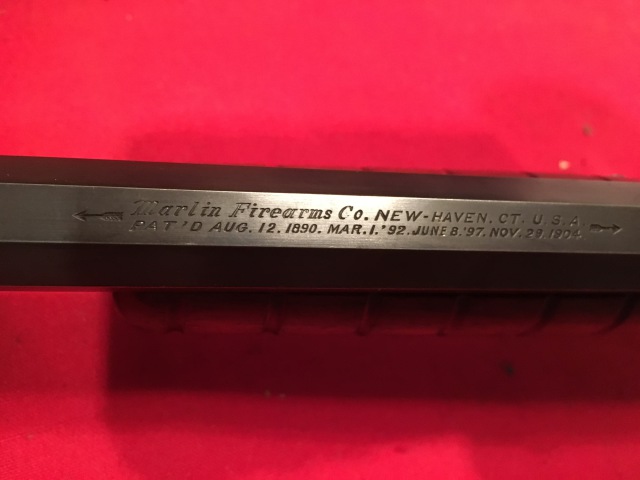 Marlin Firearms Co. NEW-HAVEN. CT. U.S.A.
PAT'D AUG. 12. 1890. MAR. 1. '92. JUNE 8. '97. NOV. 29. 1904.